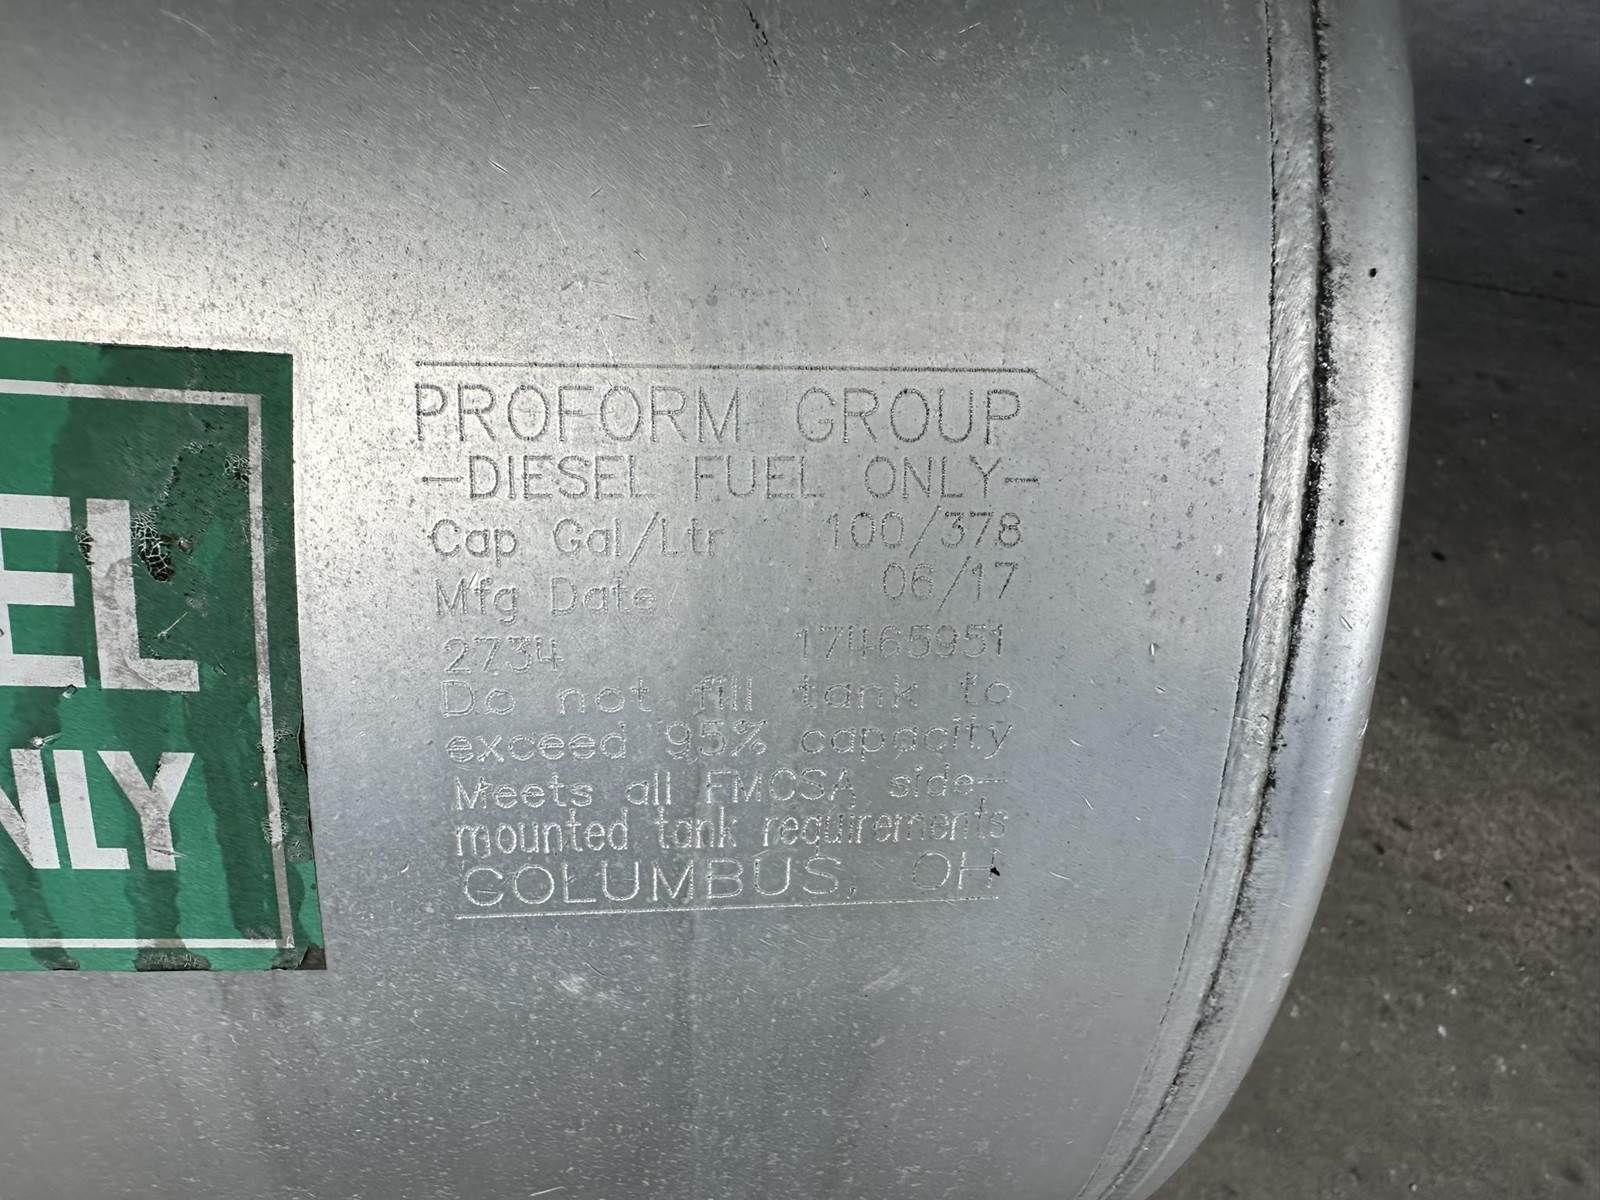 EL
NLY
PROFORM GROUP
-DIESEL FUEL ONLY-
Cap Gal/Ltr 100/378
Mfg Date/ 06/17
2734 17465951
Do not fill tank to
exceed 95% capacity
Meets all FMCSA side-
mounted tank requirements
COLUMBUS, OH